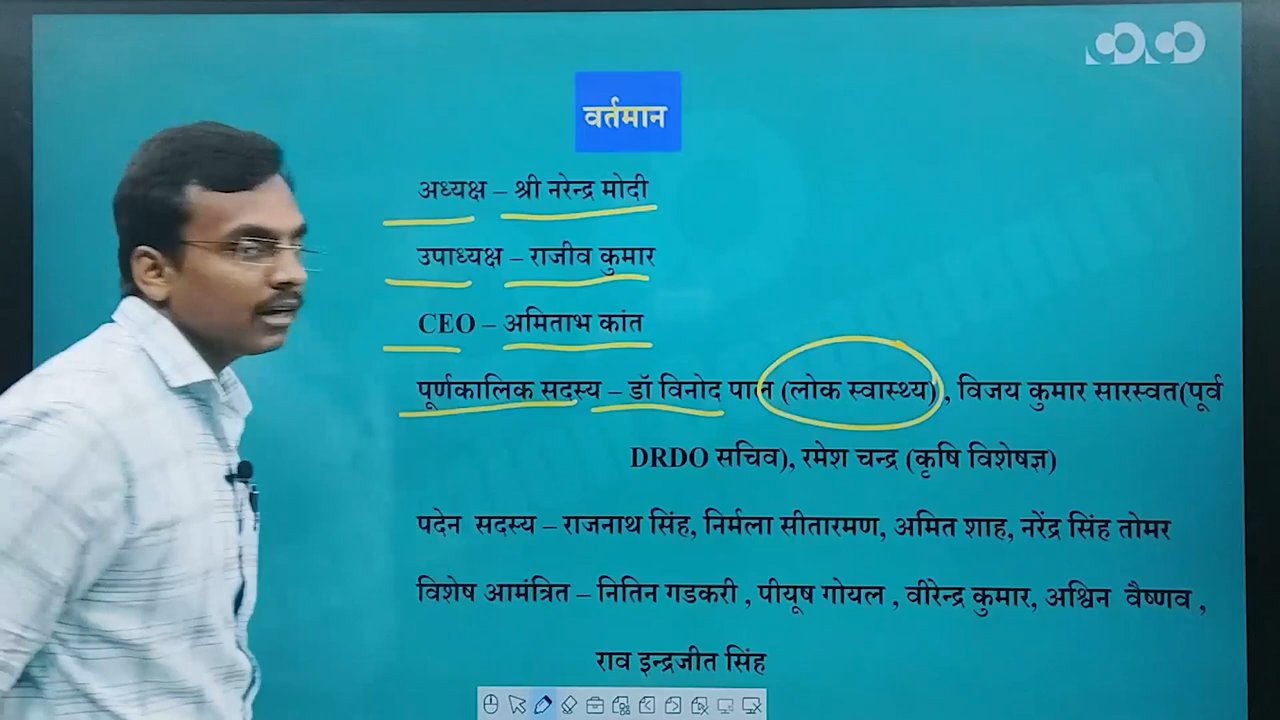 वर्तमान
अध्यक्ष – श्री नरेन्द्र मोदी
उपाध्यक्ष – राजीव कुमार
CEO – अमिताभ कांत
पूर्णकालिक सदस्य – डॉ विनोद पाल (लोक स्वास्थ्य) , विजय कुमार सारस्वत(पूर्व
DRDO सचिव), रमेश चन्द्र (कृषि विशेषज्ञ)
पदेन सदस्य – राजनाथ सिंह, निर्मला सीतारमण, अमित शाह, नरेंद्र सिंह तोमर
विशेष आमंत्रित – नितिन गडकरी , पीयूष गोयल , वीरेन्द्र कुमार, अश्विन वैष्णव ,
राव इन्द्रजीत सिंह